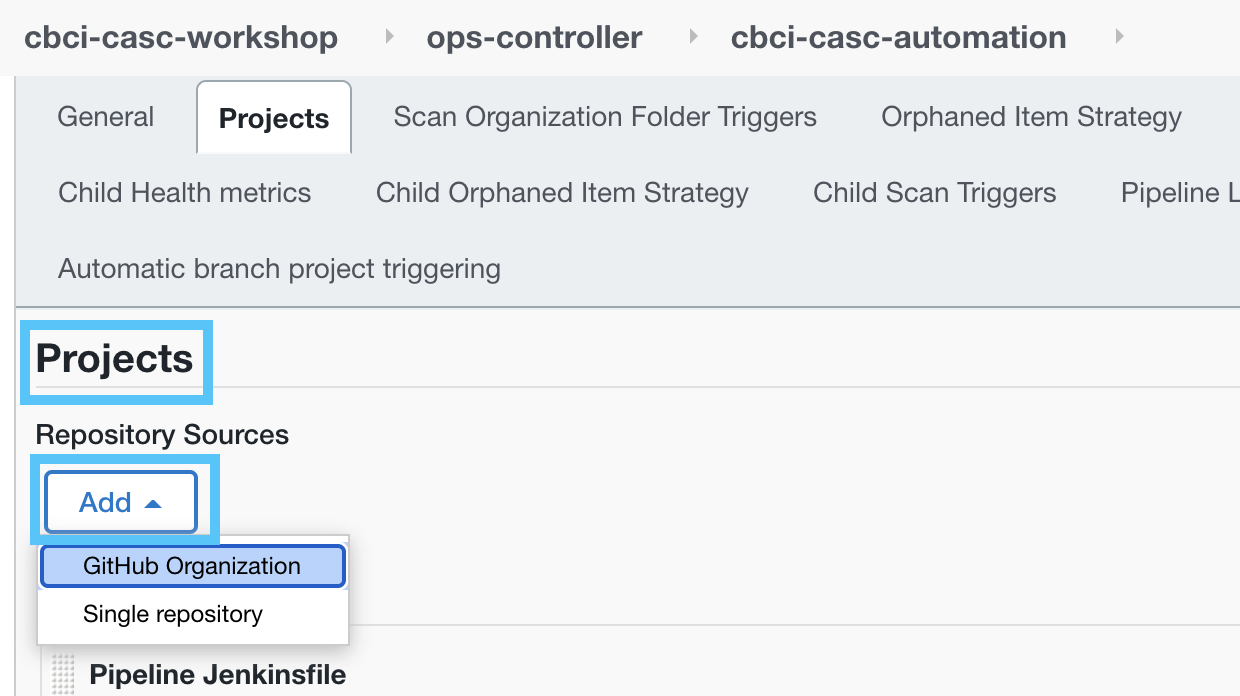 cbci-casc-workshop ops-controller cbci-casc-automation
General Projects Scan Organization Folder Triggers Orphaned Item Strategy
Child Health metrics Child Orphaned Item Strategy Child Scan Triggers Pipeline L
Automatic branch project triggering
Projects
Repository Sources
Add
GitHub Organization
Single repository
Pipeline Jenkinsfile